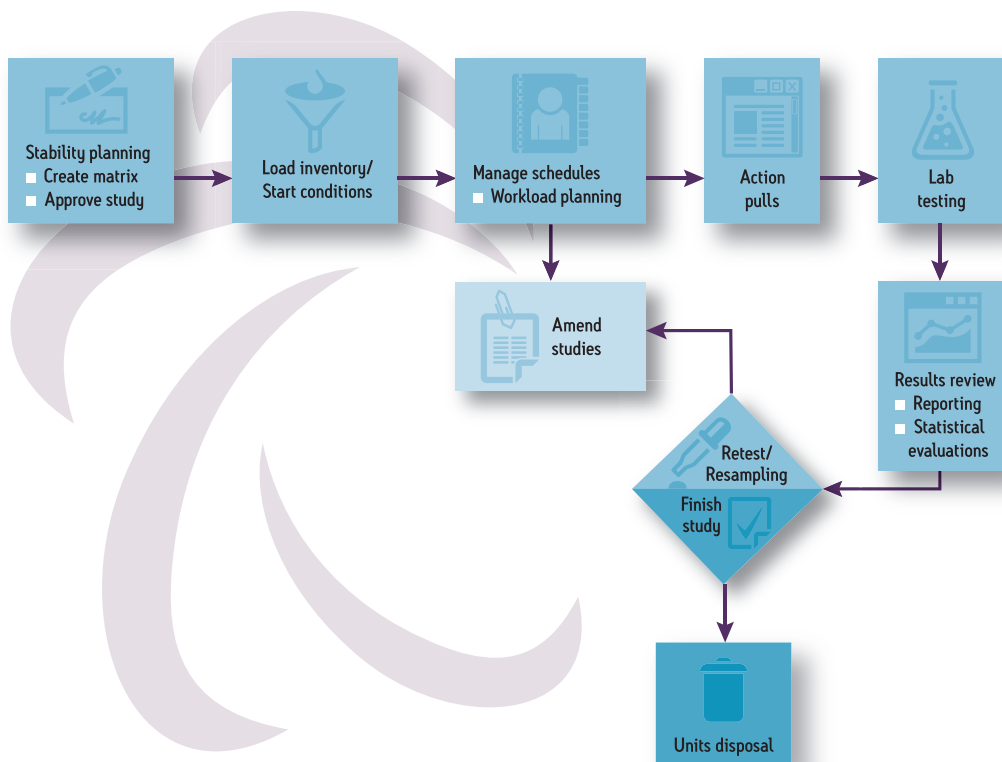 Stability planning
Create matrix
Approve study
Load inventory/
Start conditions
Manage schedules
Workload planning
Action
pulls
Lab
testing
Amend
studies
Results review
Reporting
Statistical
evaluations
Retest/
Resampling
Finish
study
Units disposal